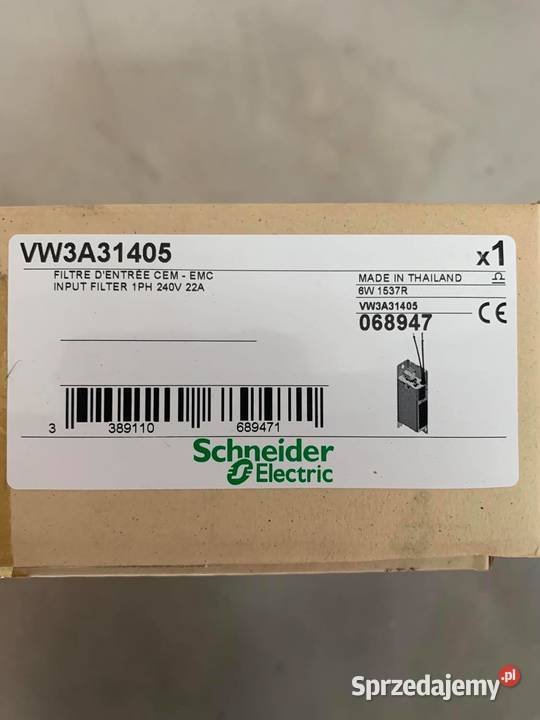 VW3A31405
x1
FILTRE D'ENTRÉE CEM - EMC
INPUT FILTER 1PH 240V 22A
MADE IN THAILAND
6W 1537R
VW3A31405
068947
CE
3 389110 689471
Schneider
Electric
Sprzedajemy.pl